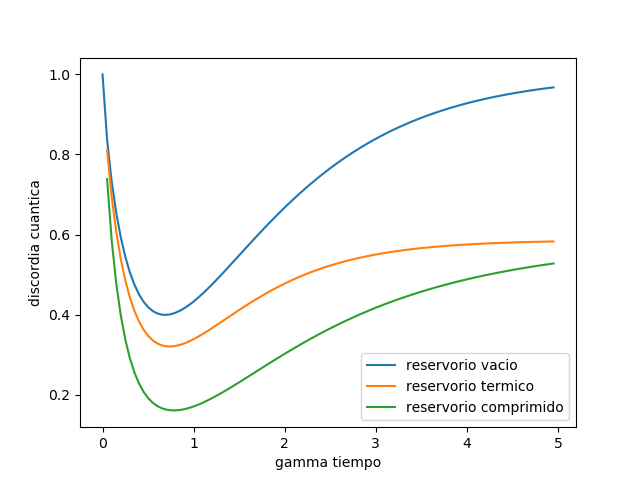 1.0
0.8
0.6
0.4
0.2
discordia cuantica
reservorio vacio
reservorio termico
reservorio comprimido
0 1 2 3 4 5
gamma tiempo